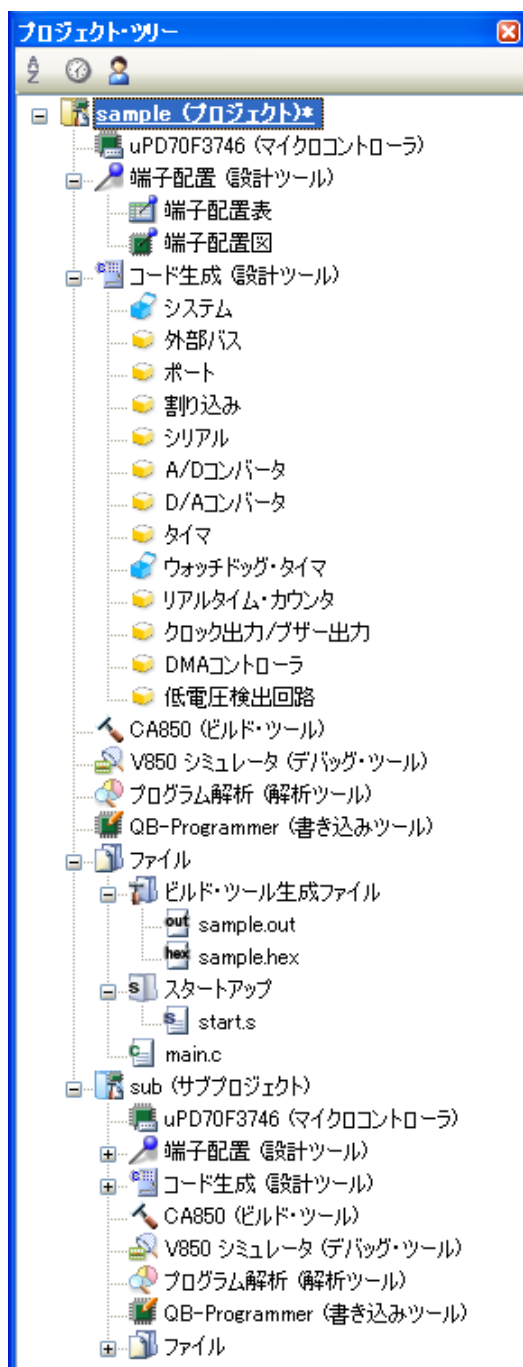 プロジェクト・ツリー
sample (プロジェクト)*
uPD70F3746 (マイクロコントローラ)
端子配置 (設計ツール)
端子配置表
端子配置図
コード生成 (設計ツール)
システム
外部バス
ポート
割り込み
シリアル
A/Dコンバータ
D/Aコンバータ
タイマ
ウォッチドッグ・タイマ
リアルタイム・カウンタ
クロック出力/ブザー出力
DMAコントローラ
低電圧検出回路
CA850 (ビルド・ツール)
V850 シミュレータ (デバッグ・ツール)
プログラム解析 (解析ツール)
QB-Programmer (書き込みツール)
ファイル
ビルド・ツール生成ファイル
out sample.out
hex sample.hex
S スタートアップ
S start.s
C main.c
sub (サブプロジェクト)
uPD70F3746 (マイクロコントローラ)
端子配置 (設計ツール)
コード生成 (設計ツール)
CA850 (ビルド・ツール)
V850 シミュレータ (デバッグ・ツール)
プログラム解析 (解析ツール)
QB-Programmer (書き込みツール)
ファイル